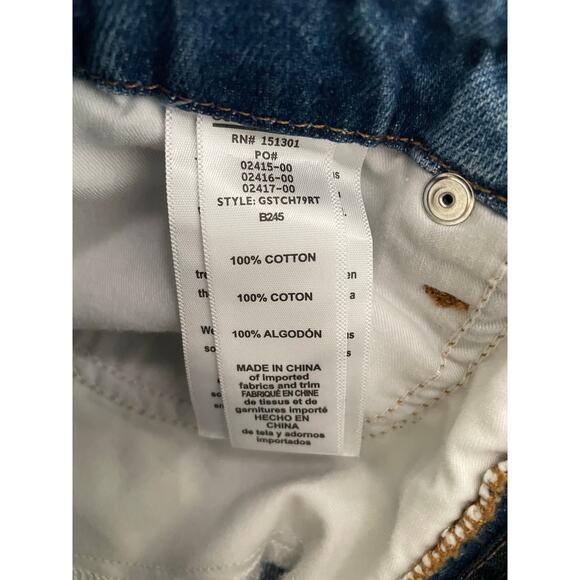 RN# 151301
PO#
02415-00
02416-00
02417-00
STYLE: GSTCH79RT
B245
100% COTTON
100% COTON
100% ALGODÓN
MADE IN CHINA
of imported
fabrics and trim
FABRIQUÉ EN CHINE
de tissus et de
garnitures importé
HECHO EN
CHINA
de tela y adornos
importados